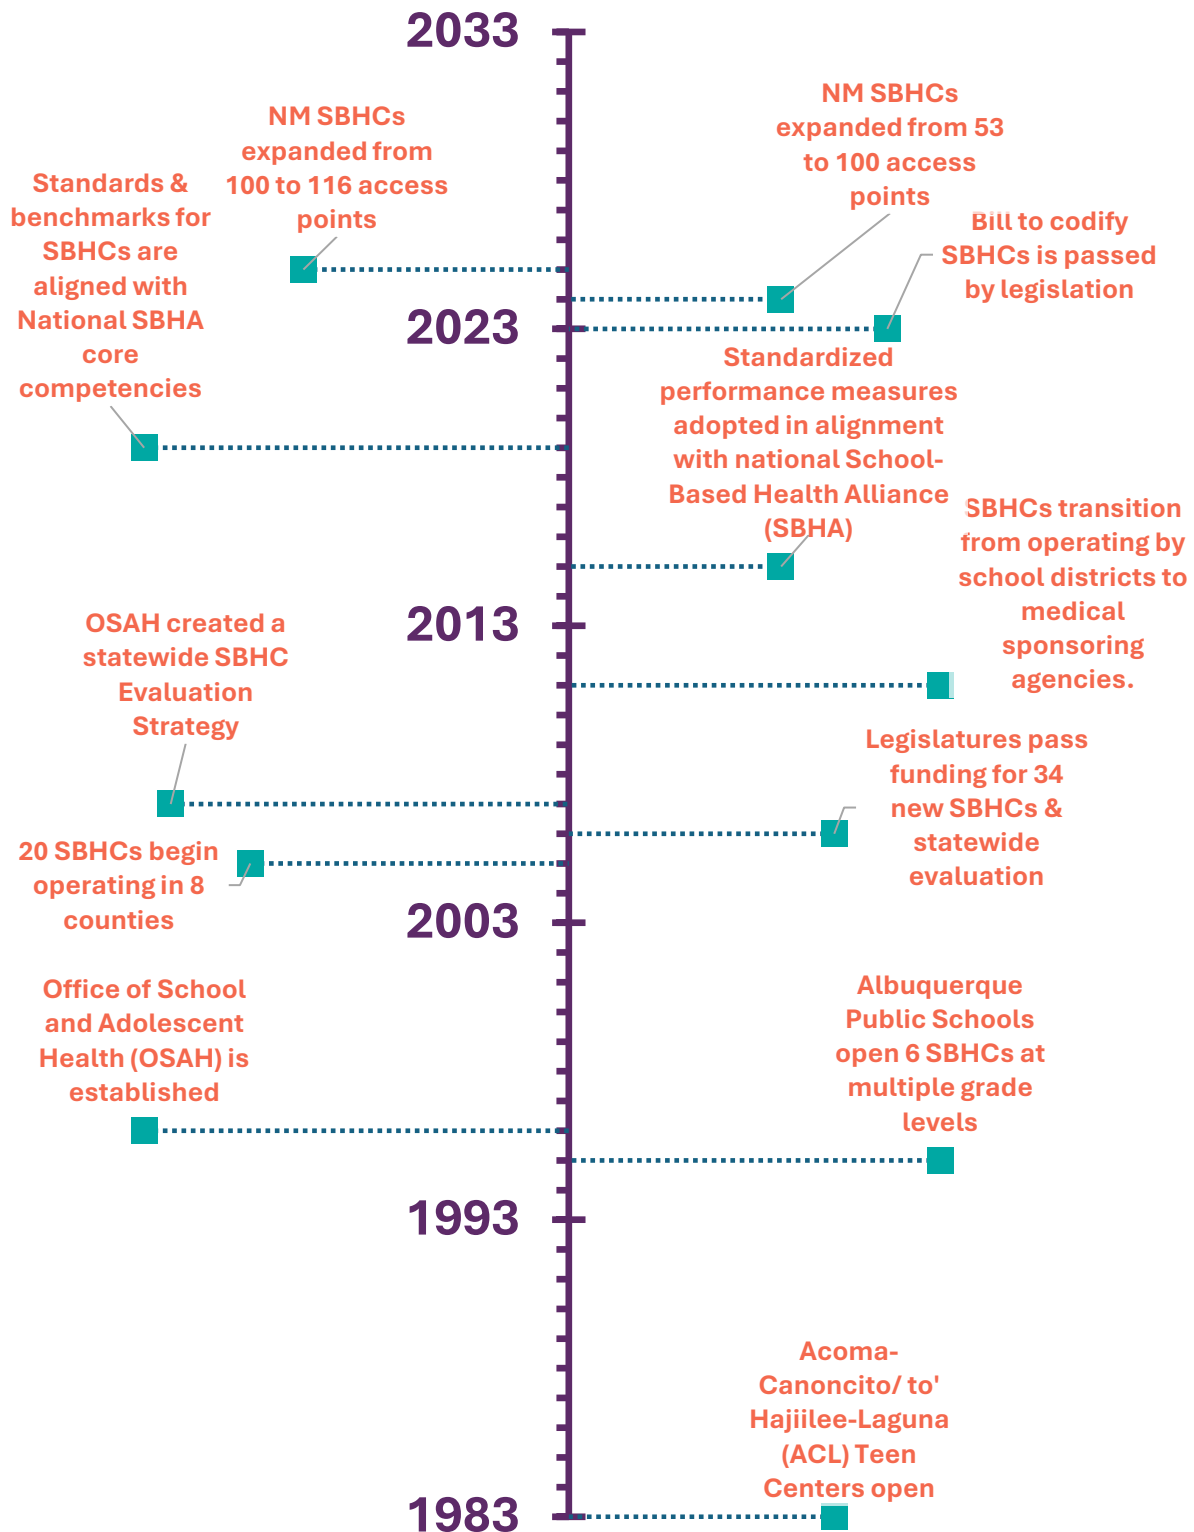 2033
NM SBHCs
expanded from
100 to 116 access
points
NM SBHCs
expanded from 53
to 100 access
points
Standards &
benchmarks for
SBHCs are
aligned with
National SBHA
core
competencies
Bill to codify
SBHCs is passed
by legislation
2023
Standardized
performance measures
adopted in alignment
with national School-
Based Health Alliance
(SBHA)
SBHCs transition
from operating by
school districts to
medical
sponsoring
agencies.
2013
OSAH created a
statewide SBHC
Evaluation
Strategy
Legislatures pass
funding for 34
new SBHCs &
statewide
evaluation
20 SBHCs begin
operating in 8
counties
2003
Office of School
and Adolescent
Health (OSAH) is
established
Albuquerque
Public Schools
open 6 SBHCs at
multiple grade
levels
1993
Acoma-
Canoncito/ to'
Hajiilee-Laguna
(ACL) Teen
Centers open
1983